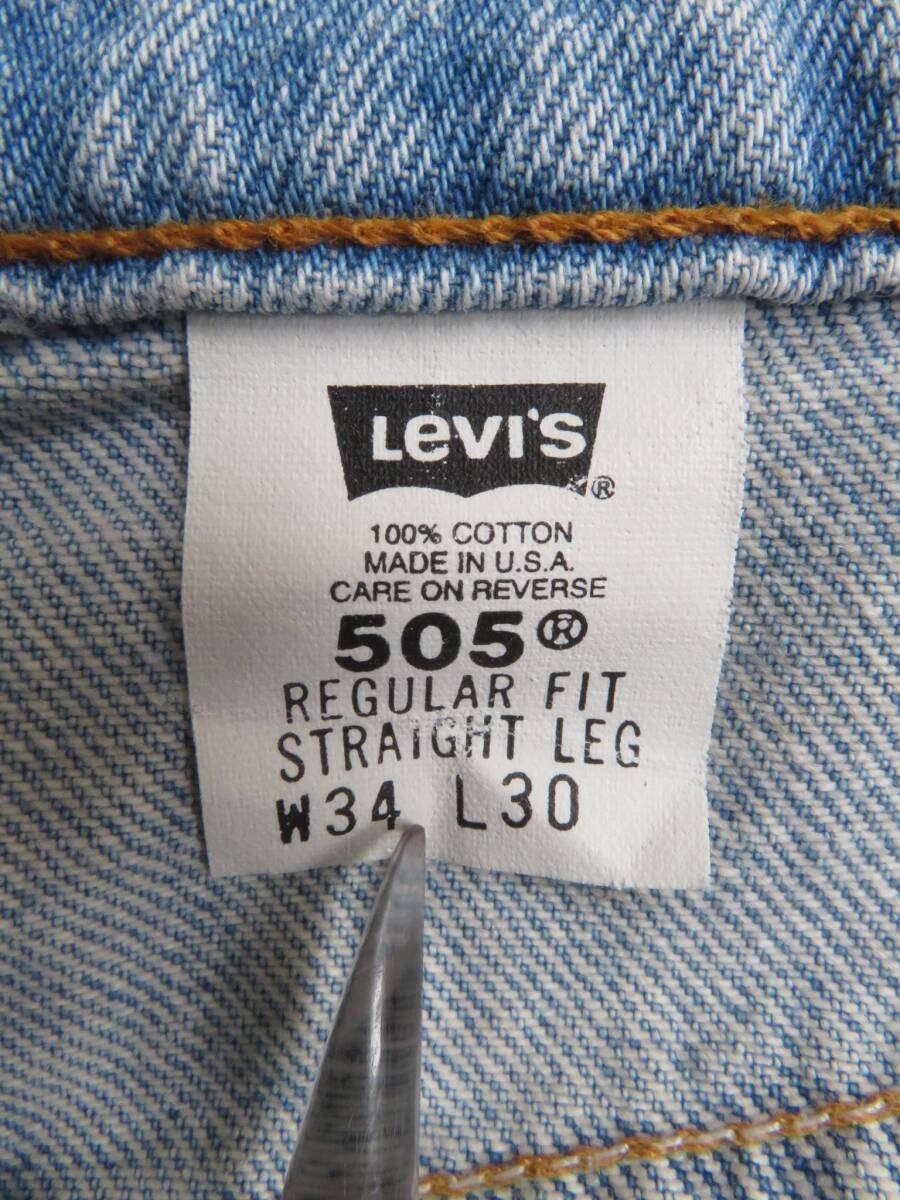 LEVI'S®
100% COTTON
MADE IN U.S.A.
CARE ON REVERSE
505®
REGULAR FIT
STRAIGHT LEG
W34 L30